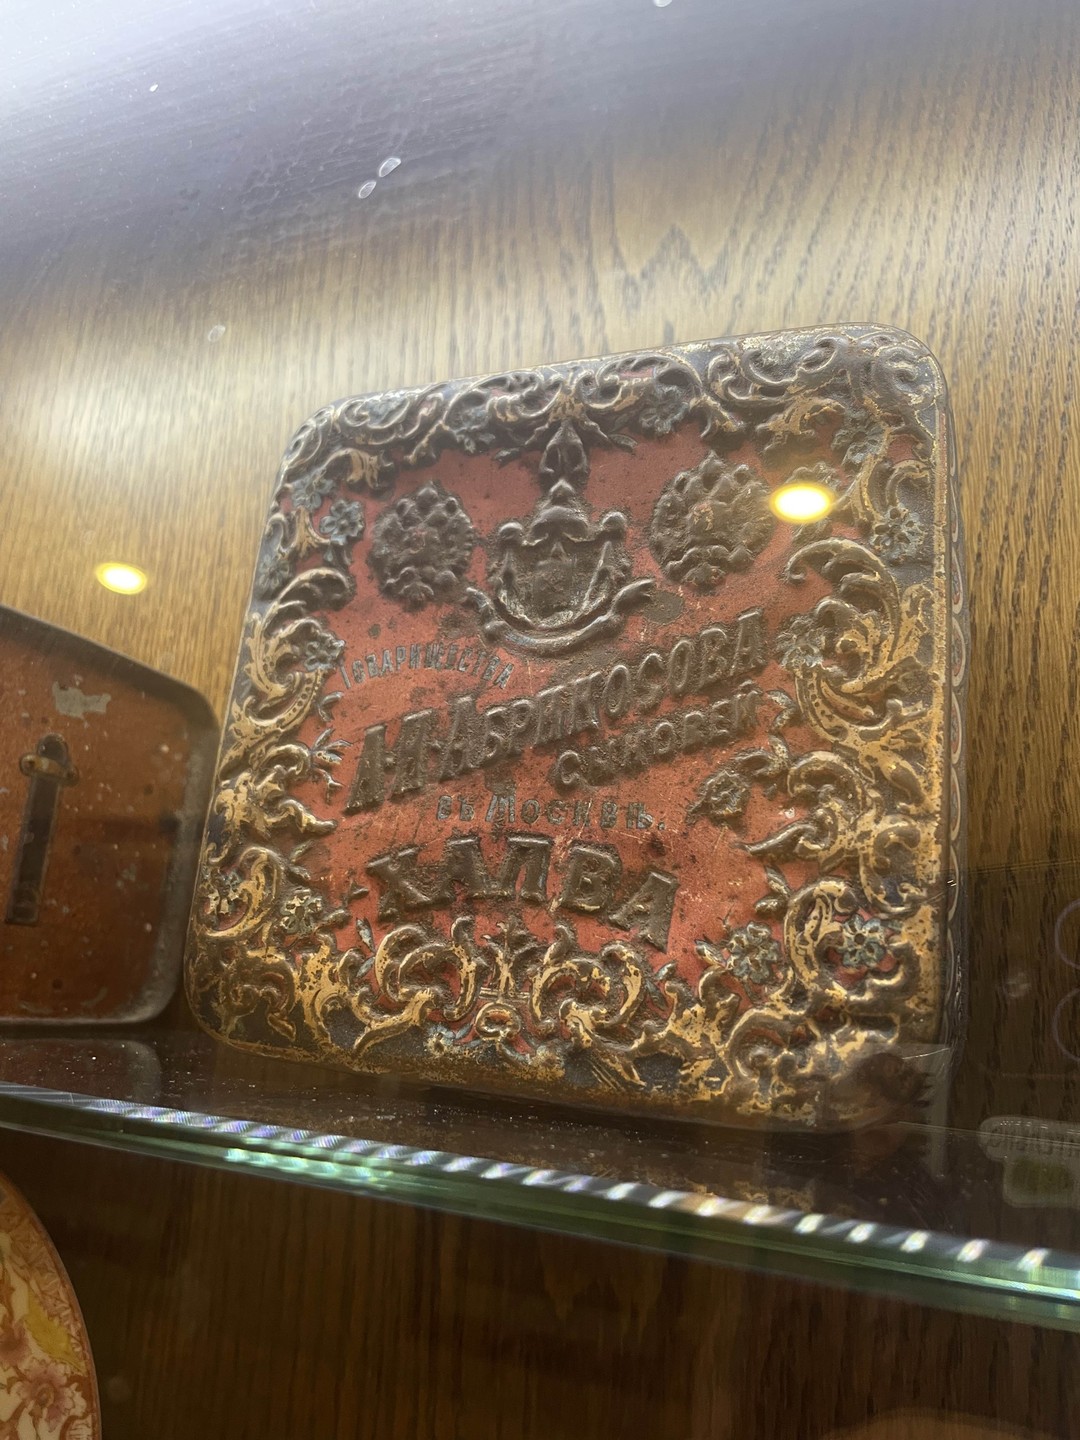 Товарищества
А·И·Абрикосова
сыновей
въ Москвѣ.
ХАЛВА